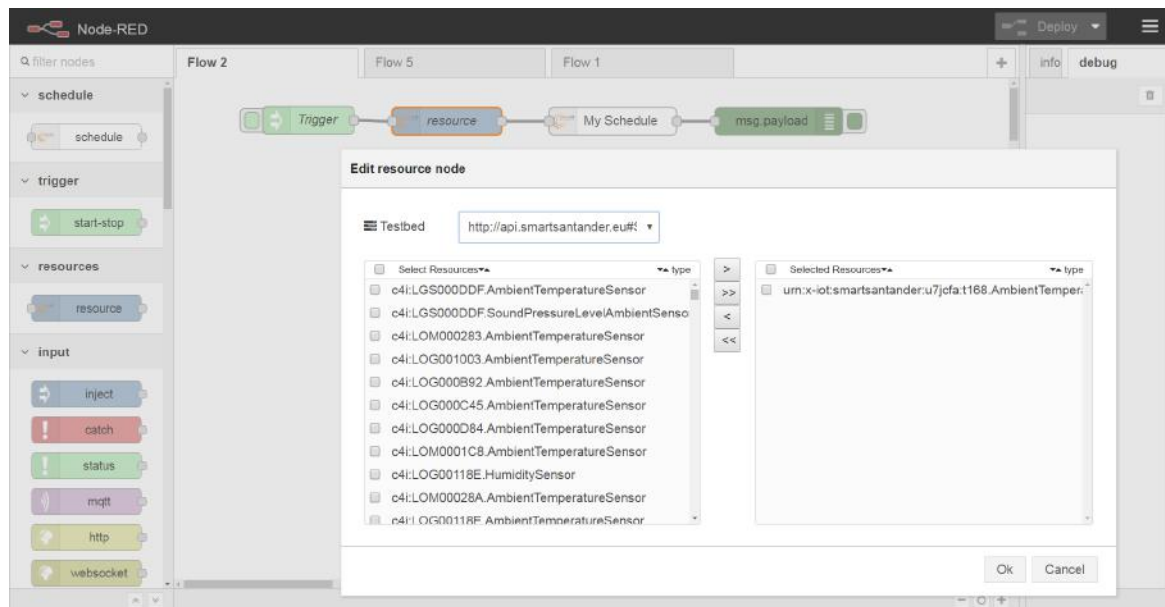 Node-RED
Deploy
filter nodes
Flow 2
Flow 5
Flow 1
+
info
debug
schedule
schedule
trigger
start-stop
resources
resource
input
inject
catch
status
mqtt
http
websocket
Trigger
resource
My Schedule
msg.payload
Edit resource node
Testbed
http://api.smartsantander.eu#
Select Resources
type
c4i:LGS000DDF.AmbientTemperatureSensor
c4i:LGS000DDF.SoundPressureLevelAmbientSenso
c4i:LOM000283.AmbientTemperatureSensor
c4i:LOG001003.AmbientTemperatureSensor
c4i:LOG000B92.AmbientTemperatureSensor
c4i:LOG000C45.AmbientTemperatureSensor
c4i:LOG000D84.AmbientTemperatureSensor
c4i:LOM0001C8.AmbientTemperatureSensor
c4i:LOG00118E.HumiditySensor
c4i:LOM00028A.AmbientTemperatureSensor
c4i:LOG00118E.AmbientTemperatureSensor
>
>>
<
<<
Selected Resources
type
urn:x-iot:smartsantander:u7jcfa:t168.AmbientTempera
Ok
Cancel